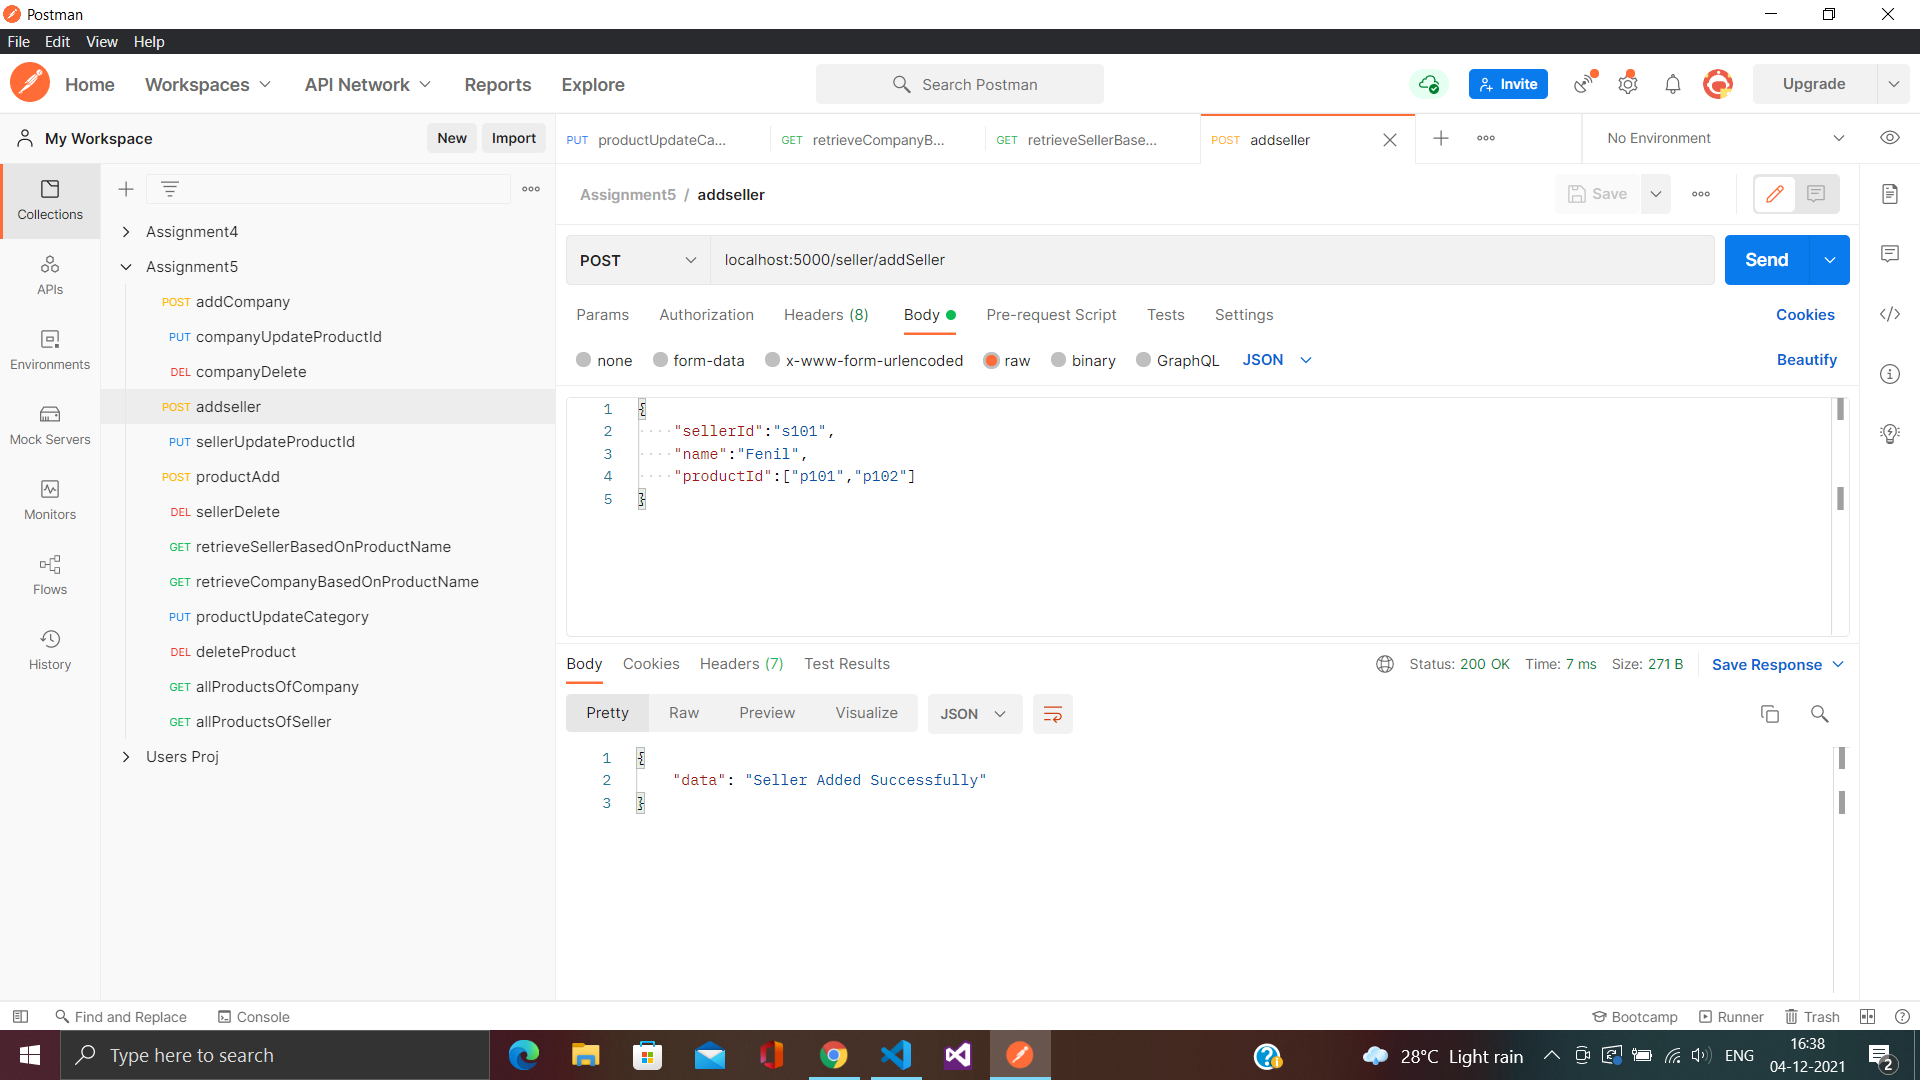 Postman
File Edit View Help
Home Workspaces API Network Reports Explore Search Postman Invite Upgrade
My Workspace New Import
PUT productUpdateCa... GET retrieveCompanyB... GET retrieveSellerBase... POST addseller No Environment
Collections
APIs
Environments
Mock Servers
Monitors
Flows
History
Assignment4
Assignment5
POST addCompany
PUT companyUpdateProductId
DEL companyDelete
POST addseller
PUT sellerUpdateProductId
POST productAdd
DEL sellerDelete
GET retrieveSellerBasedOnProductName
GET retrieveCompanyBasedOnProductName
PUT productUpdateCategory
DEL deleteProduct
GET allProductsOfCompany
GET allProductsOfSeller
Users Proj
Assignment5 / addseller Save
POST localhost:5000/seller/addSeller Send
Params Authorization Headers (8) Body Pre-request Script Tests Settings Cookies
none form-data x-www-form-urlencoded raw binary GraphQL JSON Beautify
1 {
2 "sellerId":"s101",
3 "name":"Fenil",
4 "productId":["p101","p102"]
5 }
Body Cookies Headers (7) Test Results Status: 200 OK Time: 7 ms Size: 271 B Save Response
Pretty Raw Preview Visualize JSON
1 {
2 "data": "Seller Added Successfully"
3 }
Find and Replace Console Bootcamp Runner Trash
Type here to search 28°C Light rain ENG 16:38
04-12-2021 2